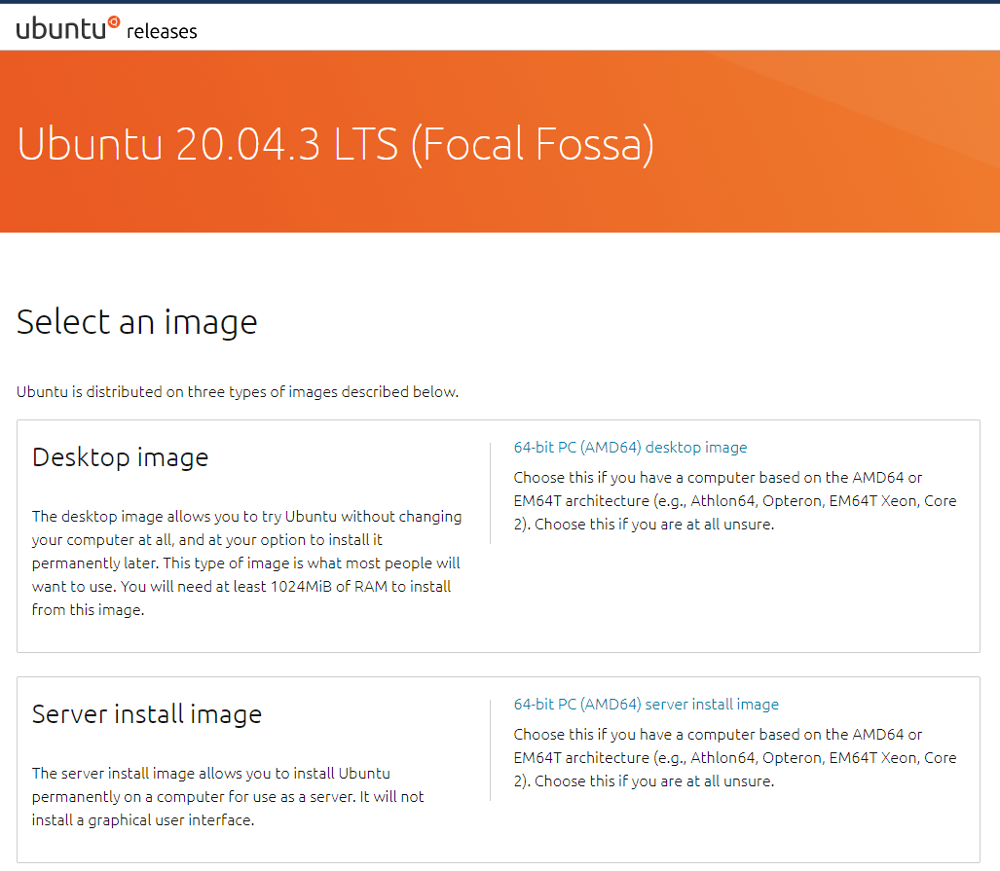 ubuntu releases
Ubuntu 20.04.3 LTS (Focal Fossa)
Select an image
Ubuntu is distributed on three types of images described below.
Desktop image
The desktop image allows you to try Ubuntu without changing
your computer at all, and at your option to install it
permanently later. This type of image is what most people will
want to use. You will need at least 1024MiB of RAM to install
from this image.
64-bit PC (AMD64) desktop image
Choose this if you have a computer based on the AMD64 or
EM64T architecture (e.g., Athlon64, Opteron, EM64T Xeon, Core
2). Choose this if you are at all unsure.
Server install image
The server install image allows you to install Ubuntu
permanently on a computer for use as a server. It will not
install a graphical user interface.
64-bit PC (AMD64) server install image
Choose this if you have a computer based on the AMD64 or
EM64T architecture (e.g., Athlon64, Opteron, EM64T Xeon, Core
2). Choose this if you are at all unsure.